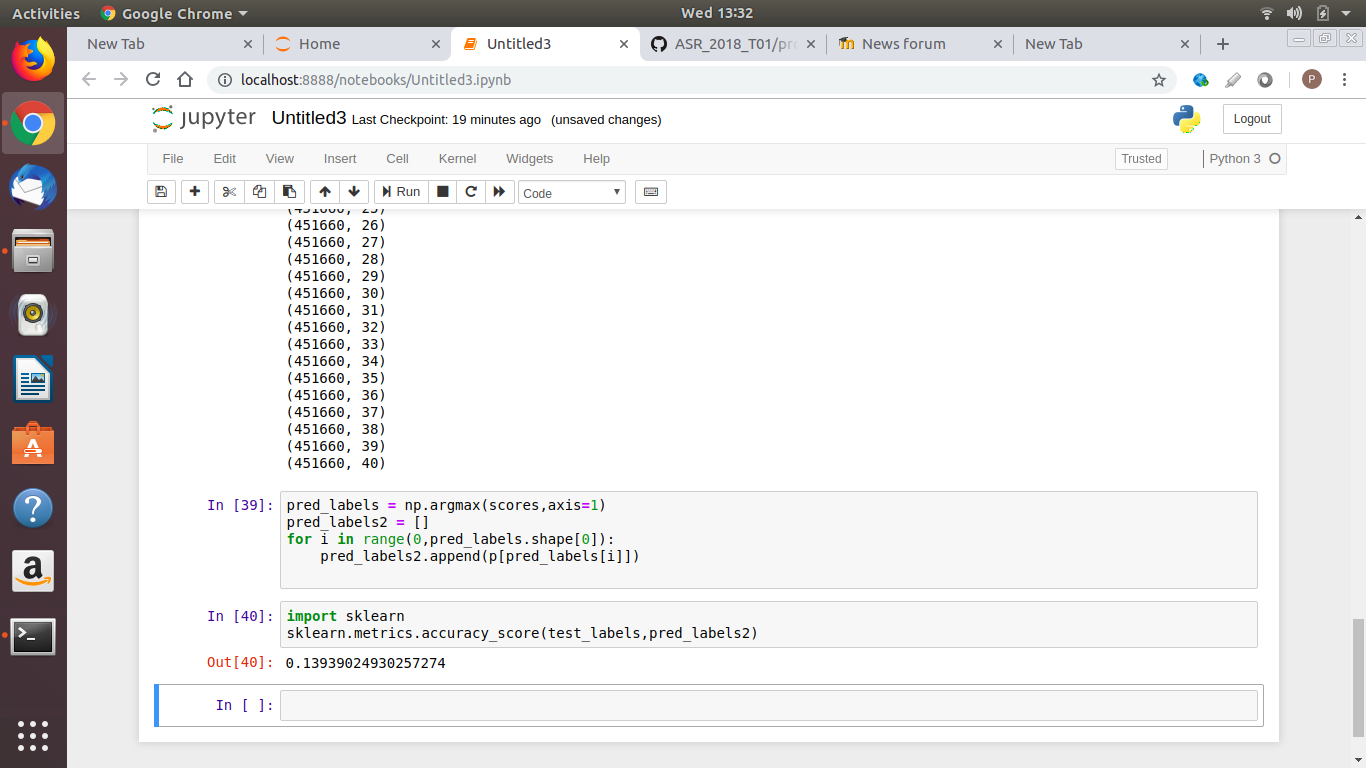 Activities Google Chrome Wed 13:32
New Tab Home Untitled3 ASR_2018_T01/pr News forum New Tab
localhost:8888/notebooks/Untitled3.ipynb P
jupyter Untitled3 Last Checkpoint: 19 minutes ago (unsaved changes) Logout
File Edit View Insert Cell Kernel Widgets Help Trusted Python 3
Run Code
(451660, 25)
(451660, 26)
(451660, 27)
(451660, 28)
(451660, 29)
(451660, 30)
(451660, 31)
(451660, 32)
(451660, 33)
(451660, 34)
(451660, 35)
(451660, 36)
(451660, 37)
(451660, 38)
(451660, 39)
(451660, 40)
In [39]: pred_labels = np.argmax(scores,axis=1)
pred_labels2 = []
for i in range(0,pred_labels.shape[0]):
    pred_labels2.append(p[pred_labels[i]])
In [40]: import sklearn
sklearn.metrics.accuracy_score(test_labels,pred_labels2)
Out[40]: 0.13939024930257274
In [ ]: